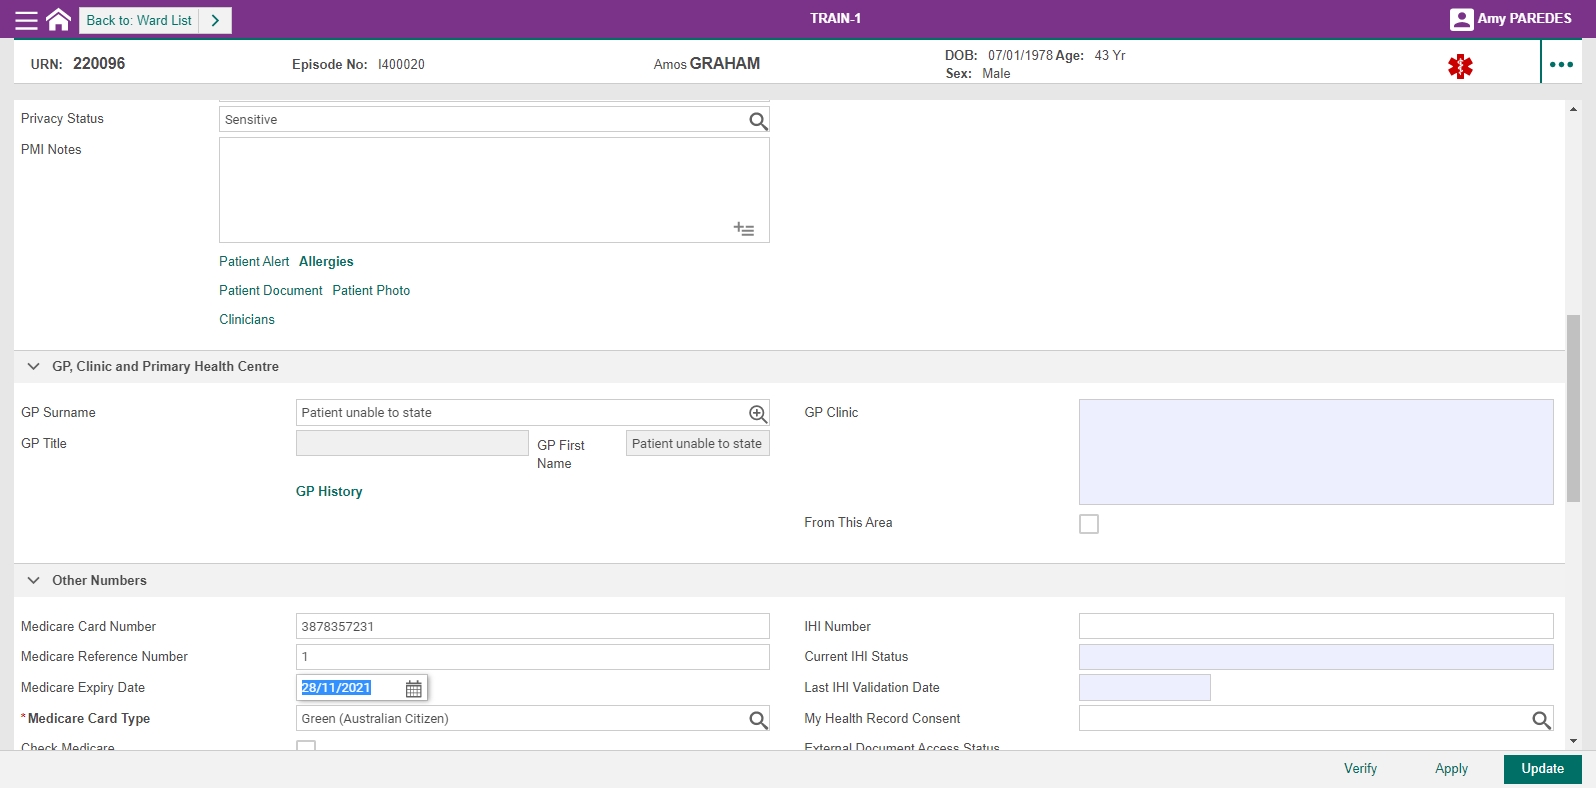 Back to: Ward List
TRAIN-1
Amy PAREDES
URN: 220096
Episode No: I400020
Amos GRAHAM
DOB: 07/01/1978 Age: 43 Yr
Sex: Male
Privacy Status
Sensitive
PMI Notes
Patient Alert Allergies
Patient Document Patient Photo
Clinicians
GP, Clinic and Primary Health Centre
GP Surname
Patient unable to state
GP Clinic
GP Title
GP First Name
Patient unable to state
GP History
From This Area
Other Numbers
Medicare Card Number
3878357231
IHI Number
Medicare Reference Number
1
Current IHI Status
Medicare Expiry Date
28/11/2021
Last IHI Validation Date
*Medicare Card Type
Green (Australian Citizen)
My Health Record Consent
Check Medicare
External Document Access Status
Verify
Apply
Update